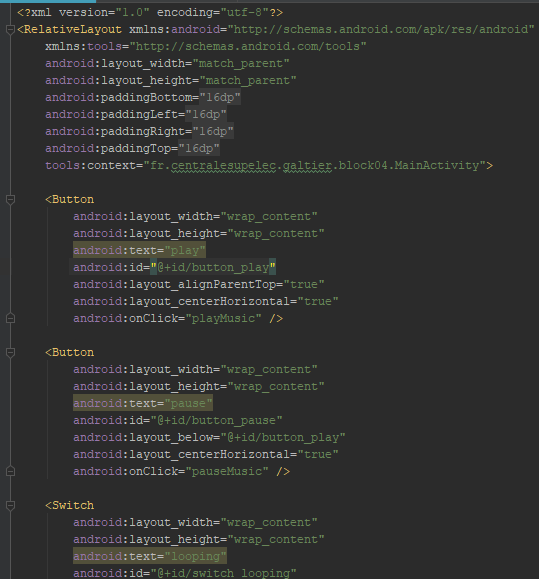 <?xml version="1.0" encoding="utf-8"?>
<RelativeLayout xmlns:android="http://schemas.android.com/apk/res/android"
xmlns:tools="http://schemas.android.com/tools"
android:layout_width="match_parent"
android:layout_height="match_parent"
android:paddingBottom="16dp"
android:paddingLeft="16dp"
android:paddingRight="16dp"
android:paddingTop="16dp"
tools:context="fr.centralesupelec.galtier.block04.MainActivity">
<Button
android:layout_width="wrap_content"
android:layout_height="wrap_content"
android:text="play"
android:id="@+id/button_play"
android:layout_alignParentTop="true"
android:layout_centerHorizontal="true"
android:onClick="playMusic" />
<Button
android:layout_width="wrap_content"
android:layout_height="wrap_content"
android:text="pause"
android:id="@+id/button_pause"
android:layout_below="@+id/button_play"
android:layout_centerHorizontal="true"
android:onClick="pauseMusic" />
<Switch
android:layout_width="wrap_content"
android:layout_height="wrap_content"
android:text="looping"
android:id="@+id/switch_looping"